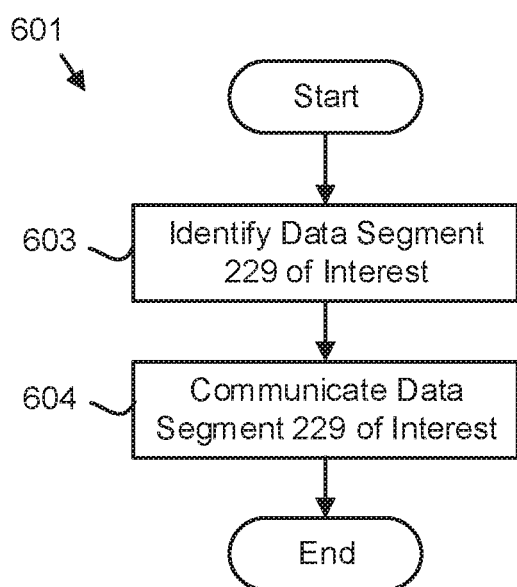 601
Start
603
Identify Data Segment
229 of Interest
604
Communicate Data
Segment 229 of Interest
End